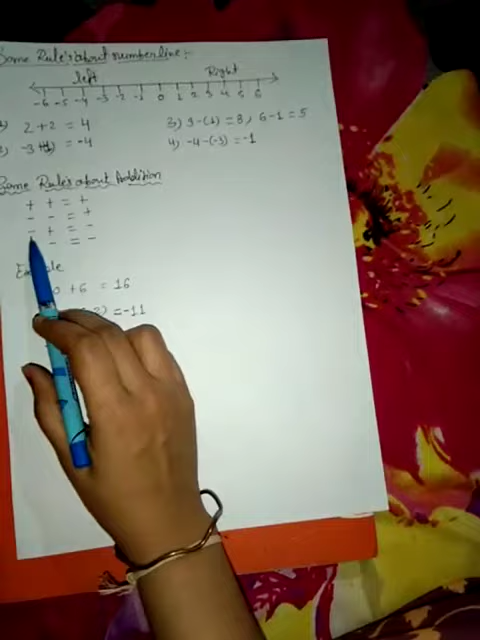 Some Rule's about number line :-
left Right
-6 -5 -4 -3 -2 -1 0 1 2 3 4 5 6
2 + 2 = 4
3) 9-(1) = 8, 6-1 = 5
= -4
4) -4-(-3) = -1
Some Rule's about Addition
+ + = +
- - = +
- + = -
- = -
+ 6 = 16
= -11